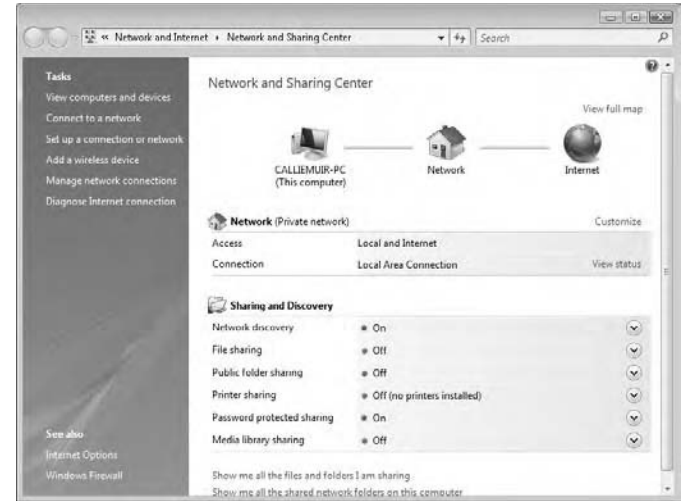 « Network and Internet › Network and Sharing Center
Search
Tasks
View computers and devices
Connect to a network
Set up a connection or network
Add a wireless device
Manage network connections
Diagnose Internet connection
See also
Internet Options
Windows Firewall
Network and Sharing Center
View full map
CALLIEMUIR-PC
(This computer)
Network
Internet
Network (Private network)
Customize
Access Local and Internet
Connection Local Area Connection View status
Sharing and Discovery
Network discovery On
File sharing Off
Public folder sharing Off
Printer sharing Off (no printers installed)
Password protected sharing On
Media library sharing Off
Show me all the files and folders I am sharing
Show me all the shared network folders on this computer